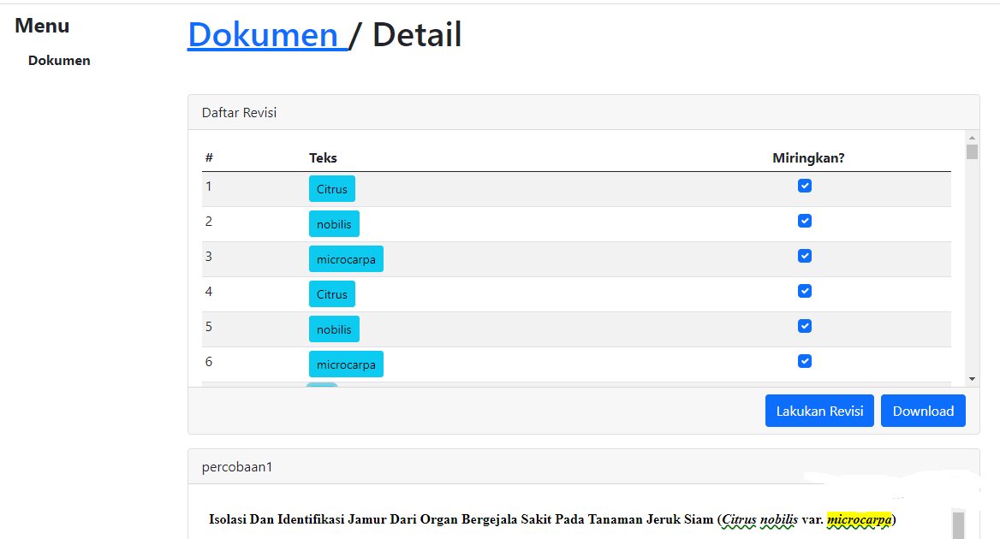 Menu
Dokumen
Dokumen / Detail
Daftar Revisi
# Teks Miringkan?
1 Citrus
2 nobilis
3 microcarpa
4 Citrus
5 nobilis
6 microcarpa
Lakukan Revisi Download
percobaan1
Isolasi Dan Identifikasi Jamur Dari Organ Bergejala Sakit Pada Tanaman Jeruk Siam (Citrus nobilis var. microcarpa)